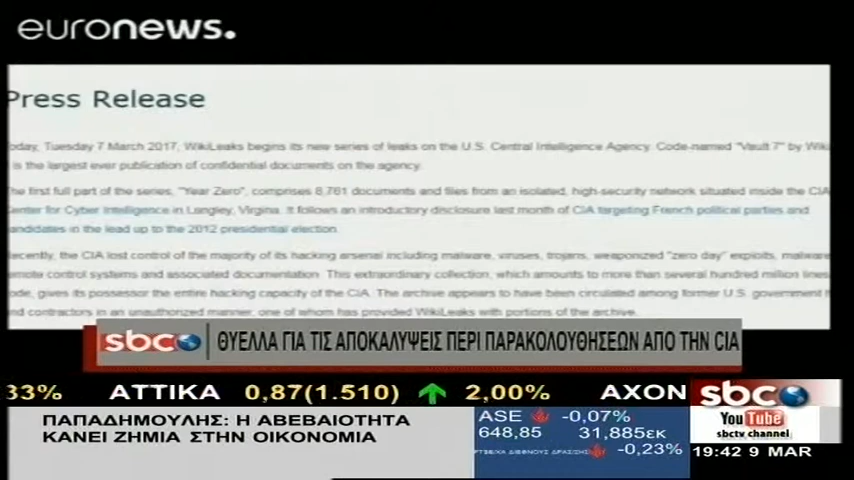 euronews.
Press Release
oday, Tuesday 7 March 2017, WikiLeaks begins its new series of leaks on the U.S. Central Intelligence Agency. Code-named "Vault 7" by Wiki
is the largest ever publication of confidential documents on the agency.
he first full part of the series, "Year Zero", comprises 8,761 documents and files from an isolated, high-security network situated inside the CIA
enter for Cyber Intelligence in Langley, Virgina. It follows an introductory disclosure last month of CIA targeting French political parties and
andidates in the lead up to the 2012 presidential election.
ecently, the CIA lost control of the majority of its hacking arsenal including malware, viruses, trojans, weaponized "zero day" exploits, malware
emote control systems and associated documentation. This extraordinary collection, which amounts to more than several hundred million lines
ode, gives its possessor the entire hacking capacity of the CIA. The archive appears to have been circulated among former U.S. government
nd contractors in an unauthorized manner, one of whom has provided WikiLeaks with portions of the archive.
sbc ΘΥΕΛΛΑ ΓΙΑ ΤΙΣ ΑΠΟΚΑΛΥΨΕΙΣ ΠΕΡΙ ΠΑΡΑΚΟΛΟΥΘΗΣΕΩΝ ΑΠΟ ΤΗΝ CIA
33% ΑΤΤΙΚΑ 0,87(1.510) 2,00% ΑΧΟΝ sbc
ΠΑΠΑΔΗΜΟΥΛΗΣ: Η ΑΒΕΒΑΙΟΤΗΤΑ
ΚΑΝΕΙ ΖΗΜΙΑ ΣΤΗΝ ΟΙΚΟΝΟΜΙΑ
ASE -0,07%
648,85 31,885εκ
-0,23%
YouTube
sbctv channel
19:42 9 MAR